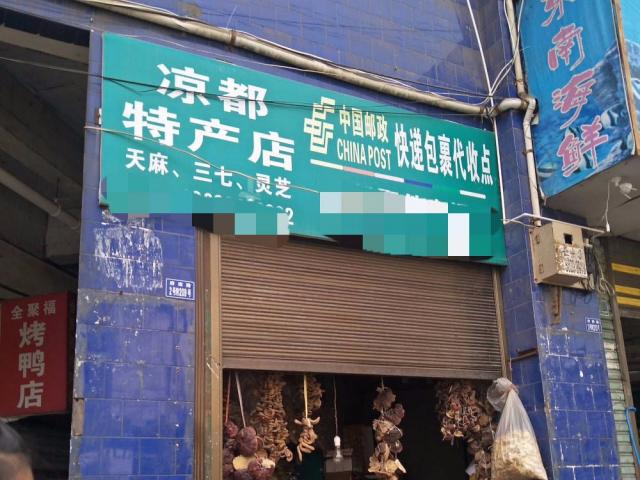 凉都
特产店
天麻、三七、灵芝
中国邮政
CHINA POST
快递包裹代收点
南海鲜
全聚福
烤鸭店